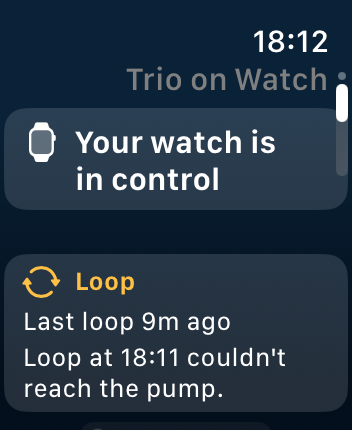 18:12
Trio on Watch
Your watch is
in control
Loop
Last loop 9m ago
Loop at 18:11 couldn't
reach the pump.